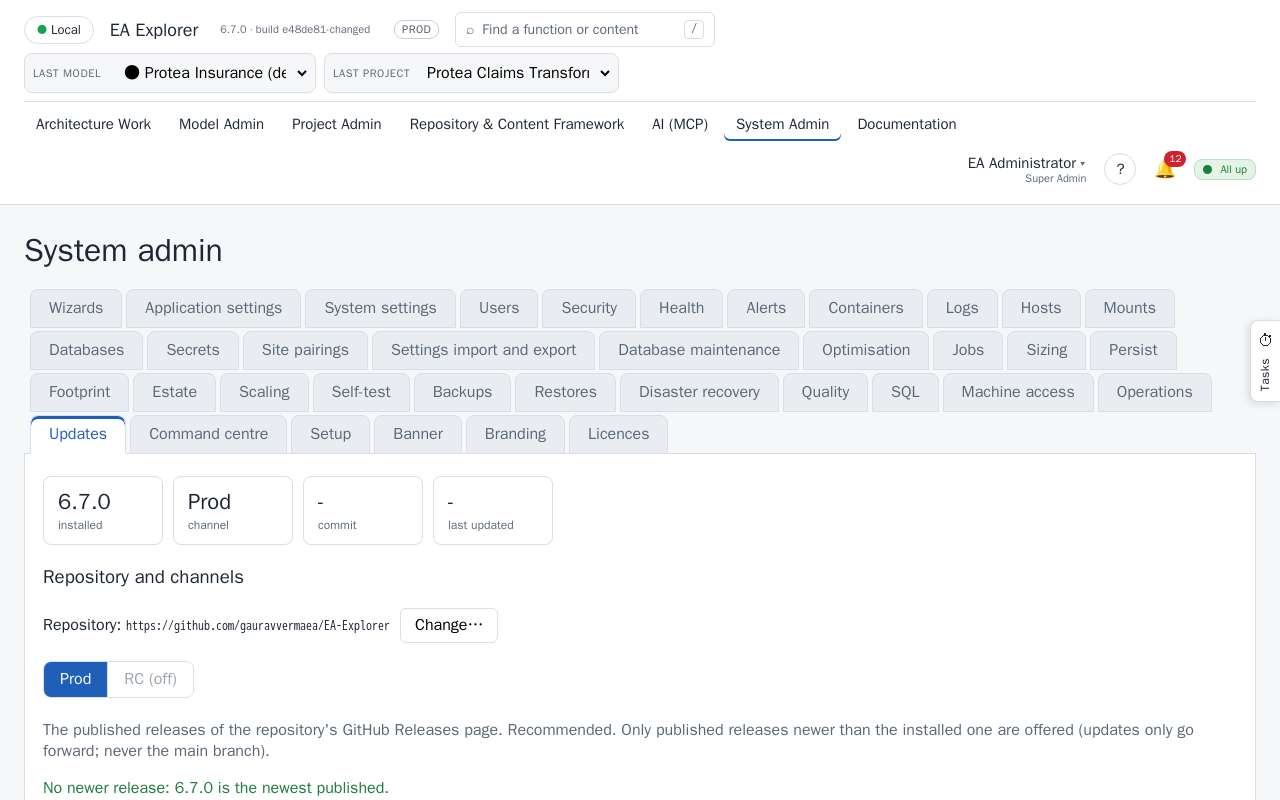 Local
EA Explorer
6.7.0 · build e48de81-changed
PROD
Find a function or content
/
LAST MODEL
Protea Insurance (de
LAST PROJECT
Protea Claims Transfor
Architecture Work
Model Admin
Project Admin
Repository & Content Framework
AI (MCP)
System Admin
Documentation
EA Administrator
Super Admin
?
12
All up
System admin
Wizards
Application settings
System settings
Users
Security
Health
Alerts
Containers
Logs
Hosts
Mounts
Databases
Secrets
Site pairings
Settings import and export
Database maintenance
Optimisation
Jobs
Sizing
Persist
Footprint
Estate
Scaling
Self-test
Backups
Restores
Disaster recovery
Quality
SQL
Machine access
Operations
Updates
Command centre
Setup
Banner
Branding
Licences
Tasks
6.7.0
installed
Prod
channel
-
commit
-
last updated
Repository and channels
Repository: https://github.com/gauravvermaea/EA-Explorer
Change…
Prod
RC (off)
The published releases of the repository's GitHub Releases page. Recommended. Only published releases newer than the installed one are offered (updates only go
forward; never the main branch).
No newer release: 6.7.0 is the newest published.